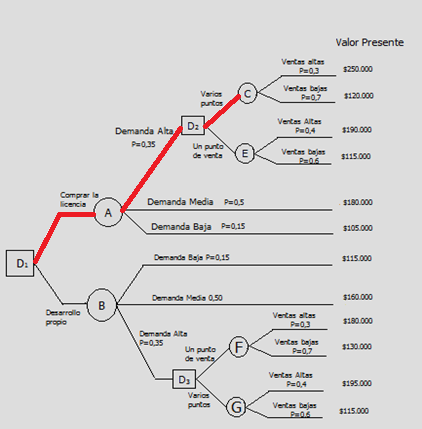 Valor Presente
Ventas altas
P=0,3
$250.000
Varios
puntos
C
Ventas bajas
P=0,7
$120.000
D2
Demanda Alta
P=0,35
Ventas Altas
P=0,4
$190.000
Un punto
de venta
E
Ventas bajas
P=0.6
$115.000
Comprar la
licencia
A
Demanda Media P=0,5
$180.000
Demanda Baja P=0,15
$105.000
D1
Demanda Baja P=0,15
$115.000
Desarrollo
propio
B
Demanda Media 0,50
$160.000
Demanda Alta
P=0,35
Ventas altas
P=0,3
$180.000
Un punto
de venta
F
Ventas bajas
P=0,7
$130.000
D3
Varios
puntos
Ventas Altas
P=0,4
$195.000
G
Ventas bajas
P=0.6
$115.000